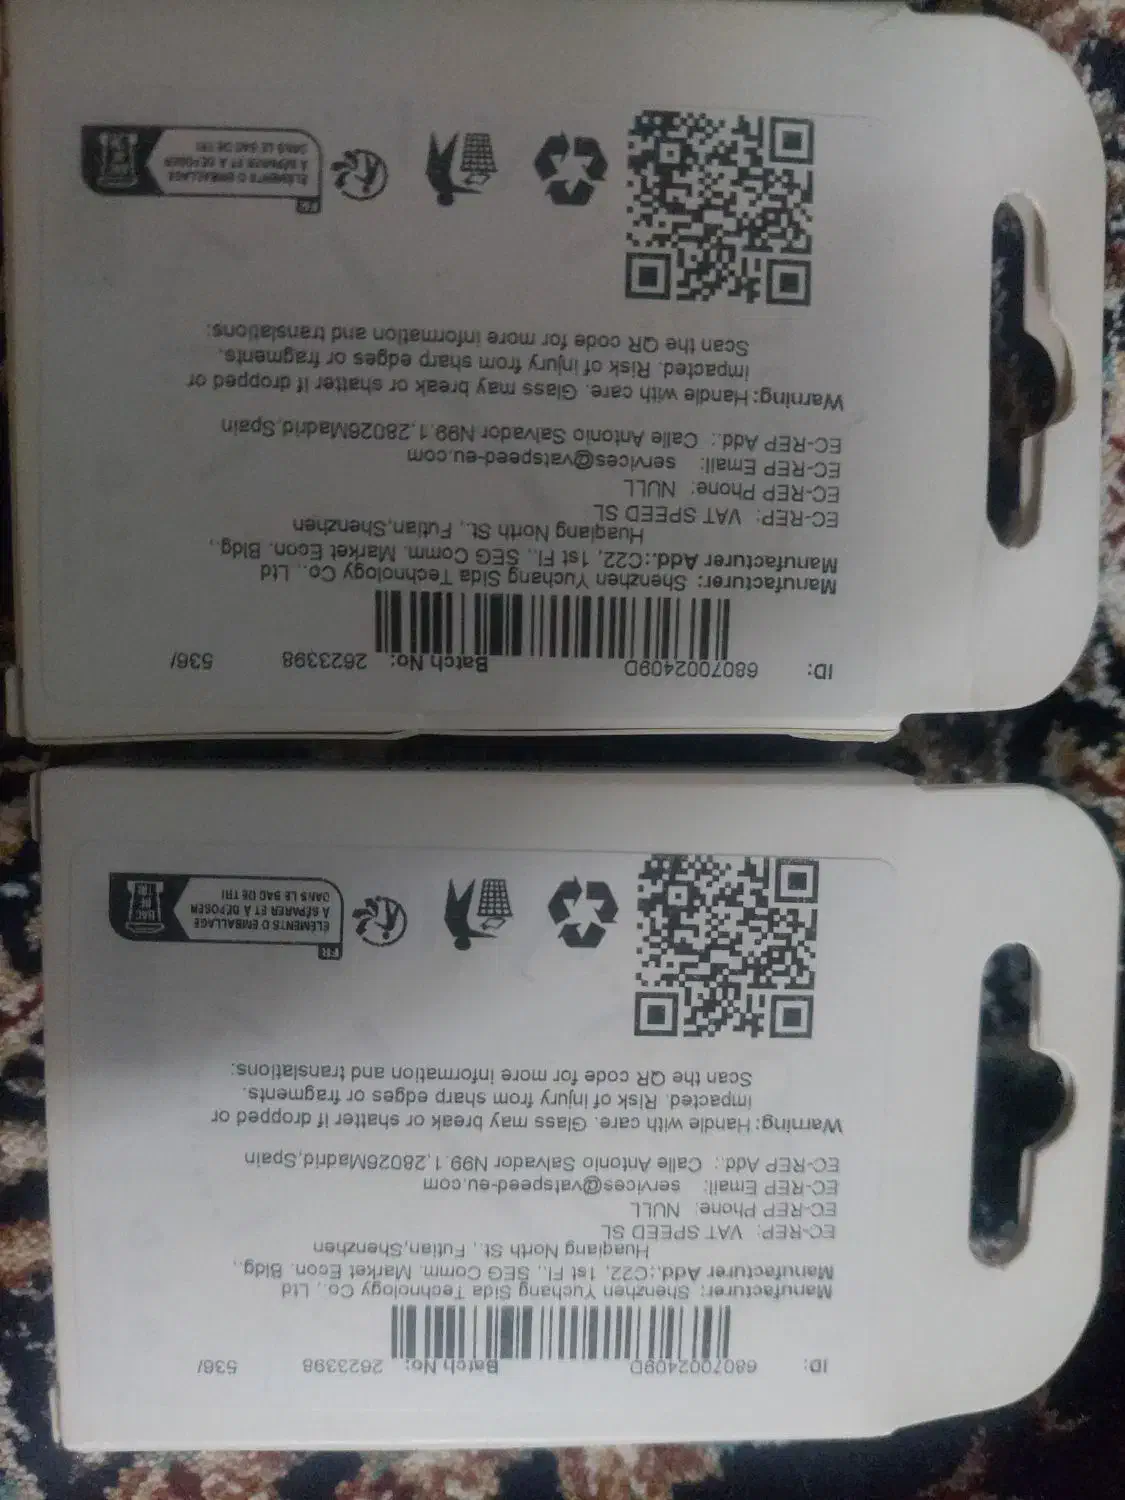 ID: 6807002409D Batch No: 2623398 536/
Manufacturer: Shenzhen Yuchang Sida Technology Co., Ltd
Manufacturer Add.:C22, 1st Fl., SEG Comm. Market Econ. Bldg.,
Huaqiang North St., Futian,Shenzhen
EC-REP: VAT SPEED SL
EC-REP Phone: NULL
EC-REP Email: services@vatspeed-eu.com
EC-REP Add.: Calle Antonio Salvador N99.1,28026Madrid,Spain
Warning: Handle with care. Glass may break or shatter if dropped or
impacted. Risk of injury from sharp edges or fragments.
Scan the QR code for more information and translations:
FR
ÉLÉMENTS D EMBALLAGE
À SÉPARER ET À DÉPOSER
DANS LE BAC DE TRI
BAC
DE
TRI
ID: 6807002409D Batch No: 2623398 536/
Manufacturer: Shenzhen Yuchang Sida Technology Co., Ltd
Manufacturer Add.:C22, 1st Fl., SEG Comm. Market Econ. Bldg.,
Huaqiang North St., Futian,Shenzhen
EC-REP: VAT SPEED SL
EC-REP Phone: NULL
EC-REP Email: services@vatspeed-eu.com
EC-REP Add.: Calle Antonio Salvador N99.1,28026Madrid,Spain
Warning: Handle with care. Glass may break or shatter if dropped or
impacted. Risk of injury from sharp edges or fragments.
Scan the QR code for more information and translations:
FR
ÉLÉMENTS D EMBALLAGE
À SÉPARER ET À DÉPOSER
DANS LE BAC DE TRI